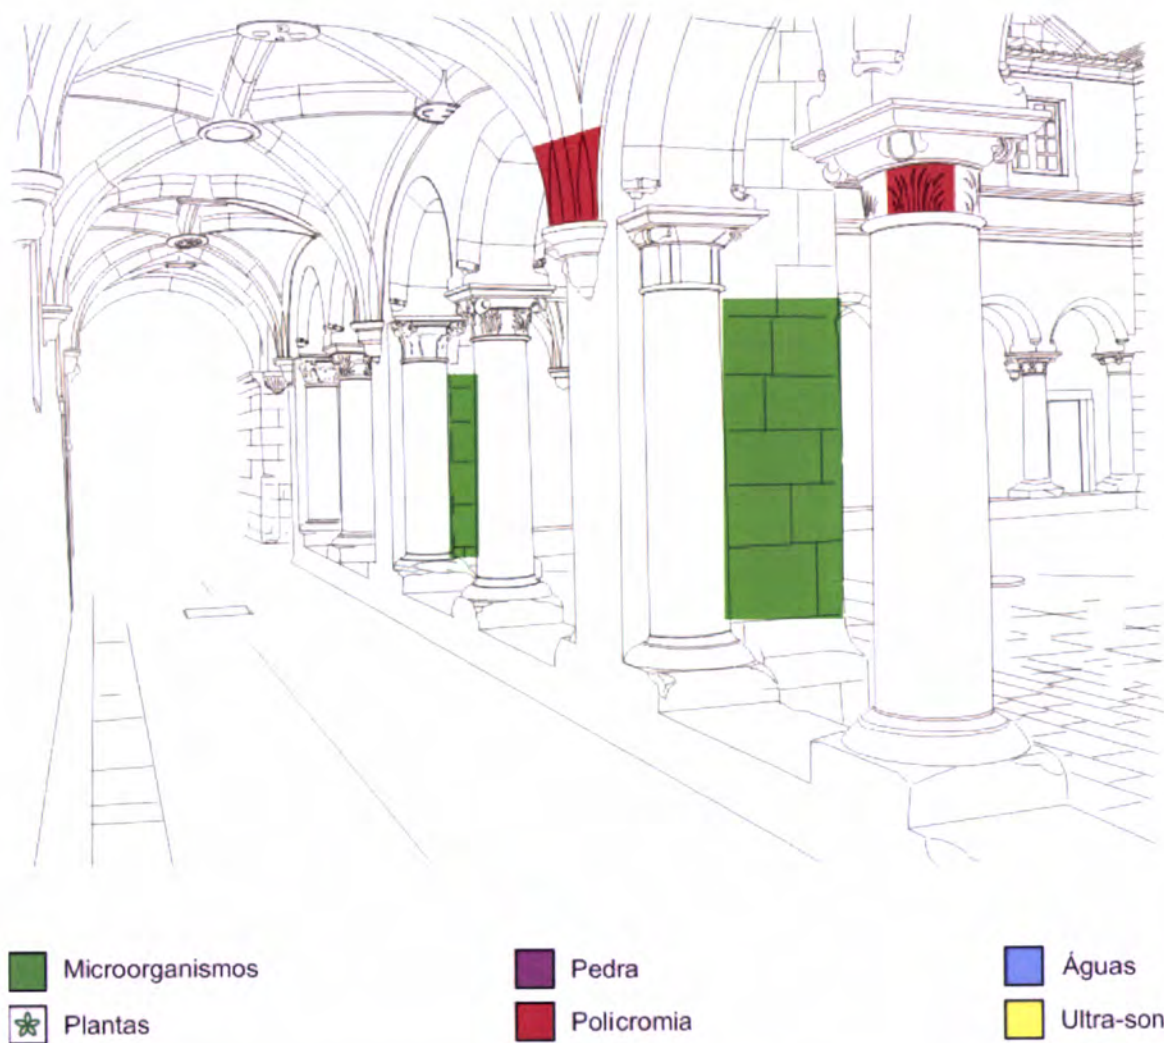 Microorganismos
Pedra
Águas
Plantas
Policromia
Ultra-son